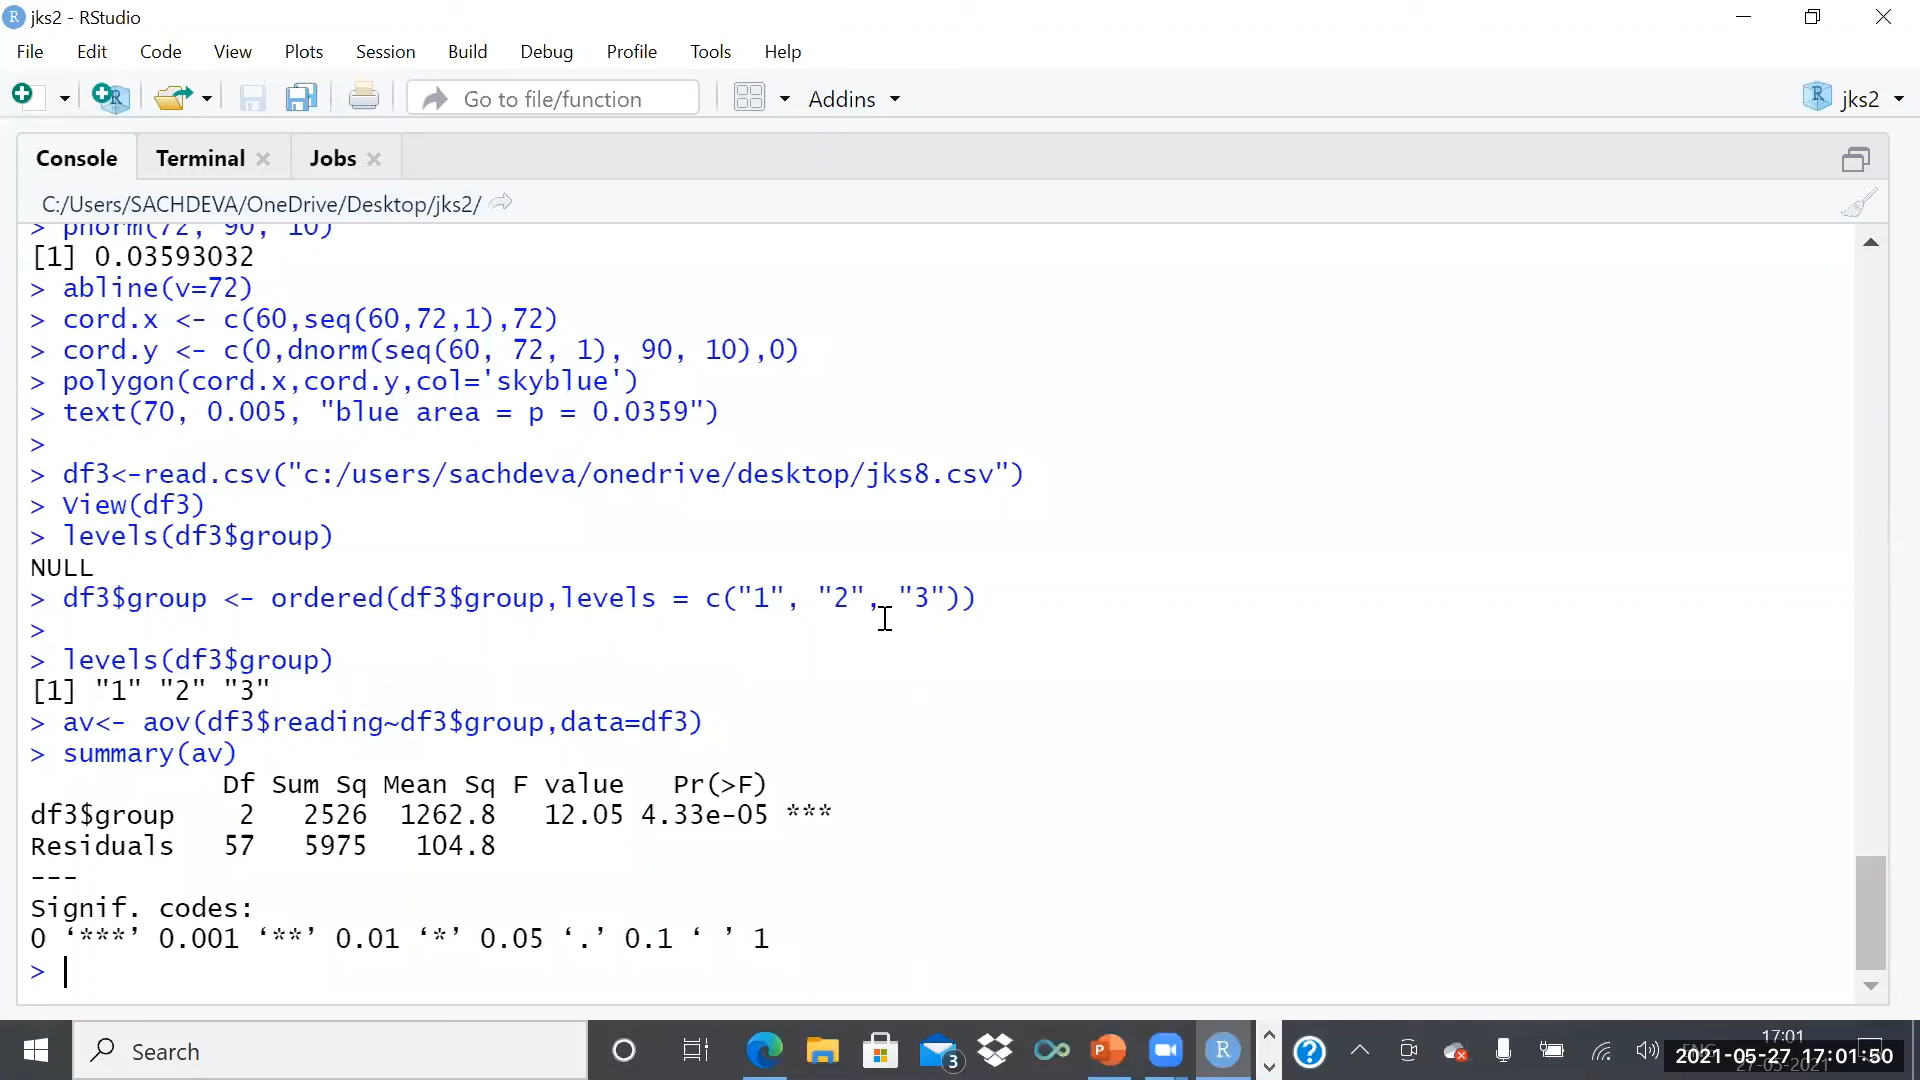 jks2 - RStudio
File Edit Code View Plots Session Build Debug Profile Tools Help
Go to file/function Addins jks2
Console Terminal Jobs
C:/Users/SACHDEVA/OneDrive/Desktop/jks2/
> pnorm(72, 90, 10)
[1] 0.03593032
> abline(v=72)
> cord.x <- c(60,seq(60,72,1),72)
> cord.y <- c(0,dnorm(seq(60, 72, 1), 90, 10),0)
> polygon(cord.x,cord.y,col='skyblue')
> text(70, 0.005, "blue area = p = 0.0359")
>
> df3<-read.csv("c:/users/sachdeva/onedrive/desktop/jks8.csv")
> View(df3)
> levels(df3$group)
NULL
> df3$group <- ordered(df3$group,levels = c("1", "2", "3"))
>
> levels(df3$group)
[1] "1" "2" "3"
> av<- aov(df3$reading~df3$group,data=df3)
> summary(av)
Df Sum Sq Mean Sq F value Pr(>F)
df3$group 2 2526 1262.8 12.05 4.33e-05 ***
Residuals 57 5975 104.8
---
Signif. codes:
0 ‘***’ 0.001 ‘**’ 0.01 ‘*’ 0.05 ‘.’ 0.1 ‘ ’ 1
>
Search 3 17:01
2021-05-27 17:01:50